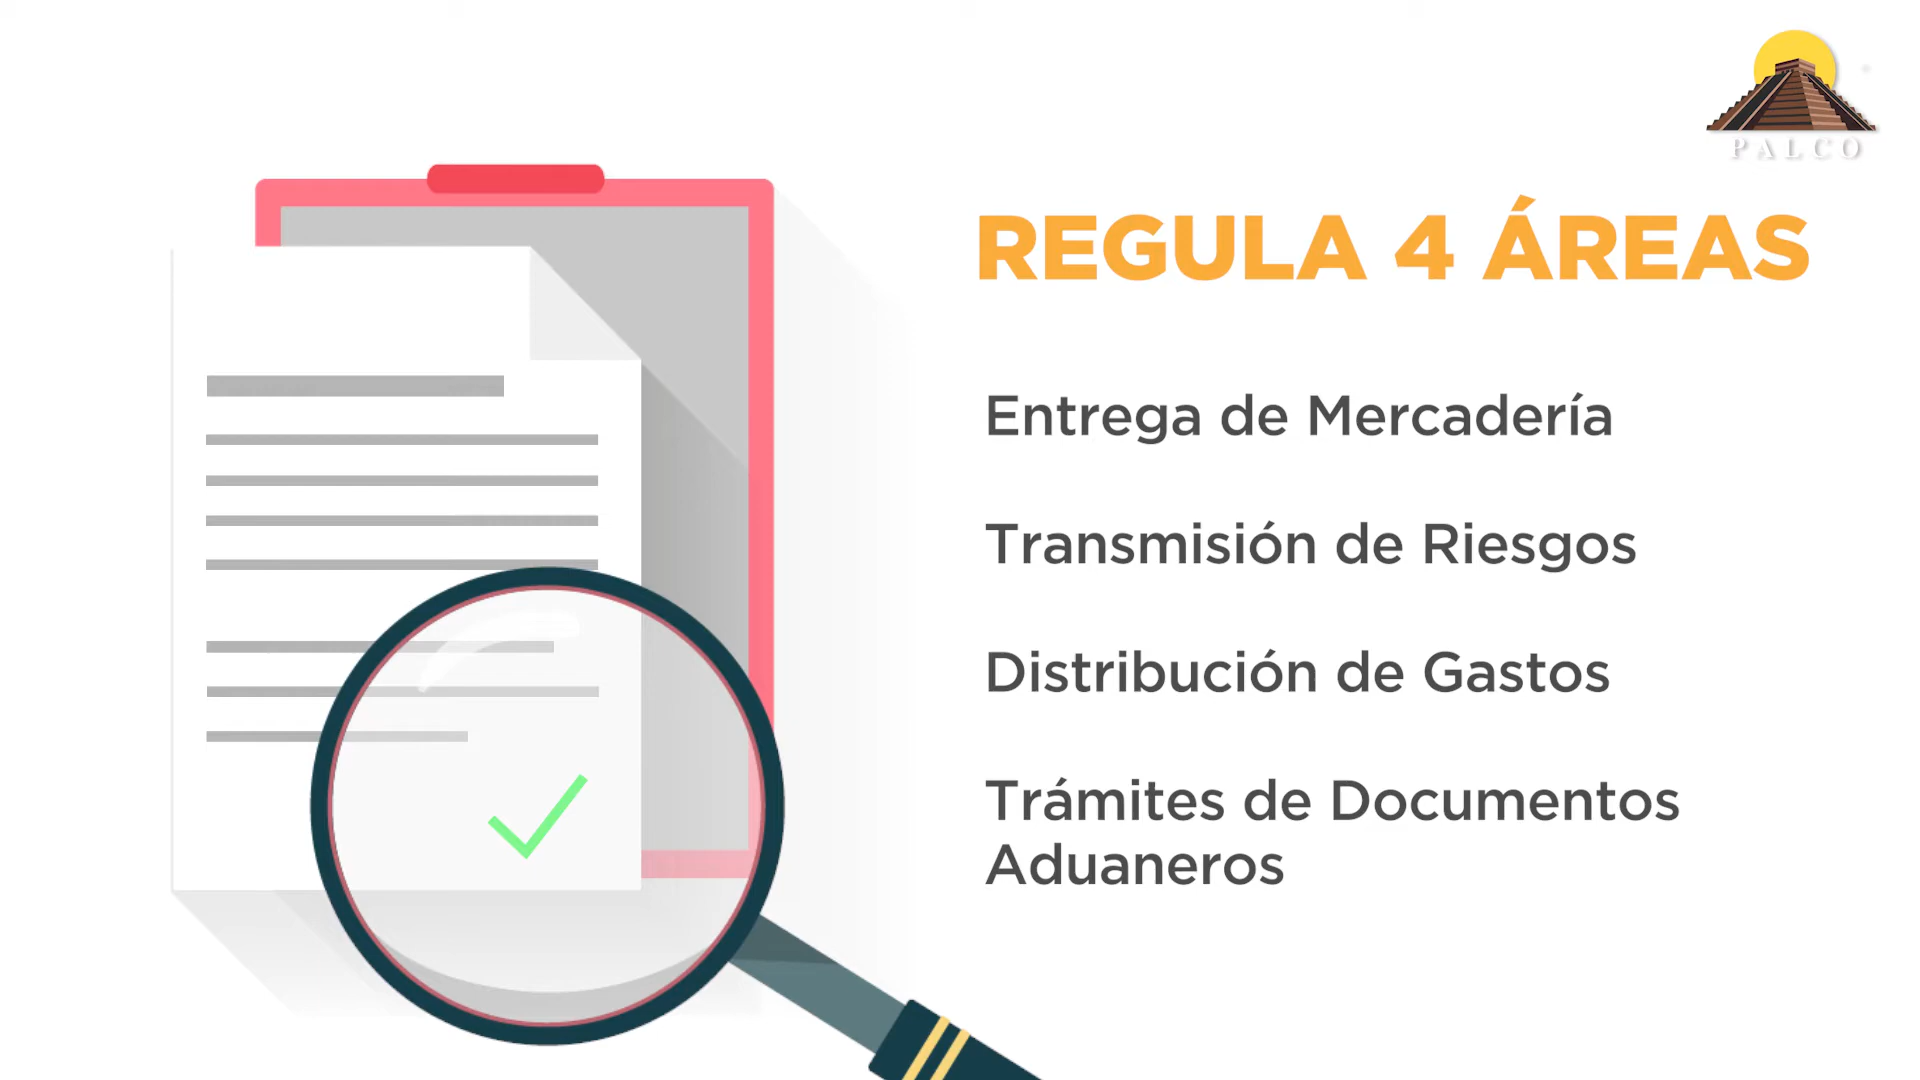 PALCO
REGULA 4 ÁREAS
Entrega de Mercadería
Transmisión de Riesgos
Distribución de Gastos
Trámites de Documentos
Aduaneros